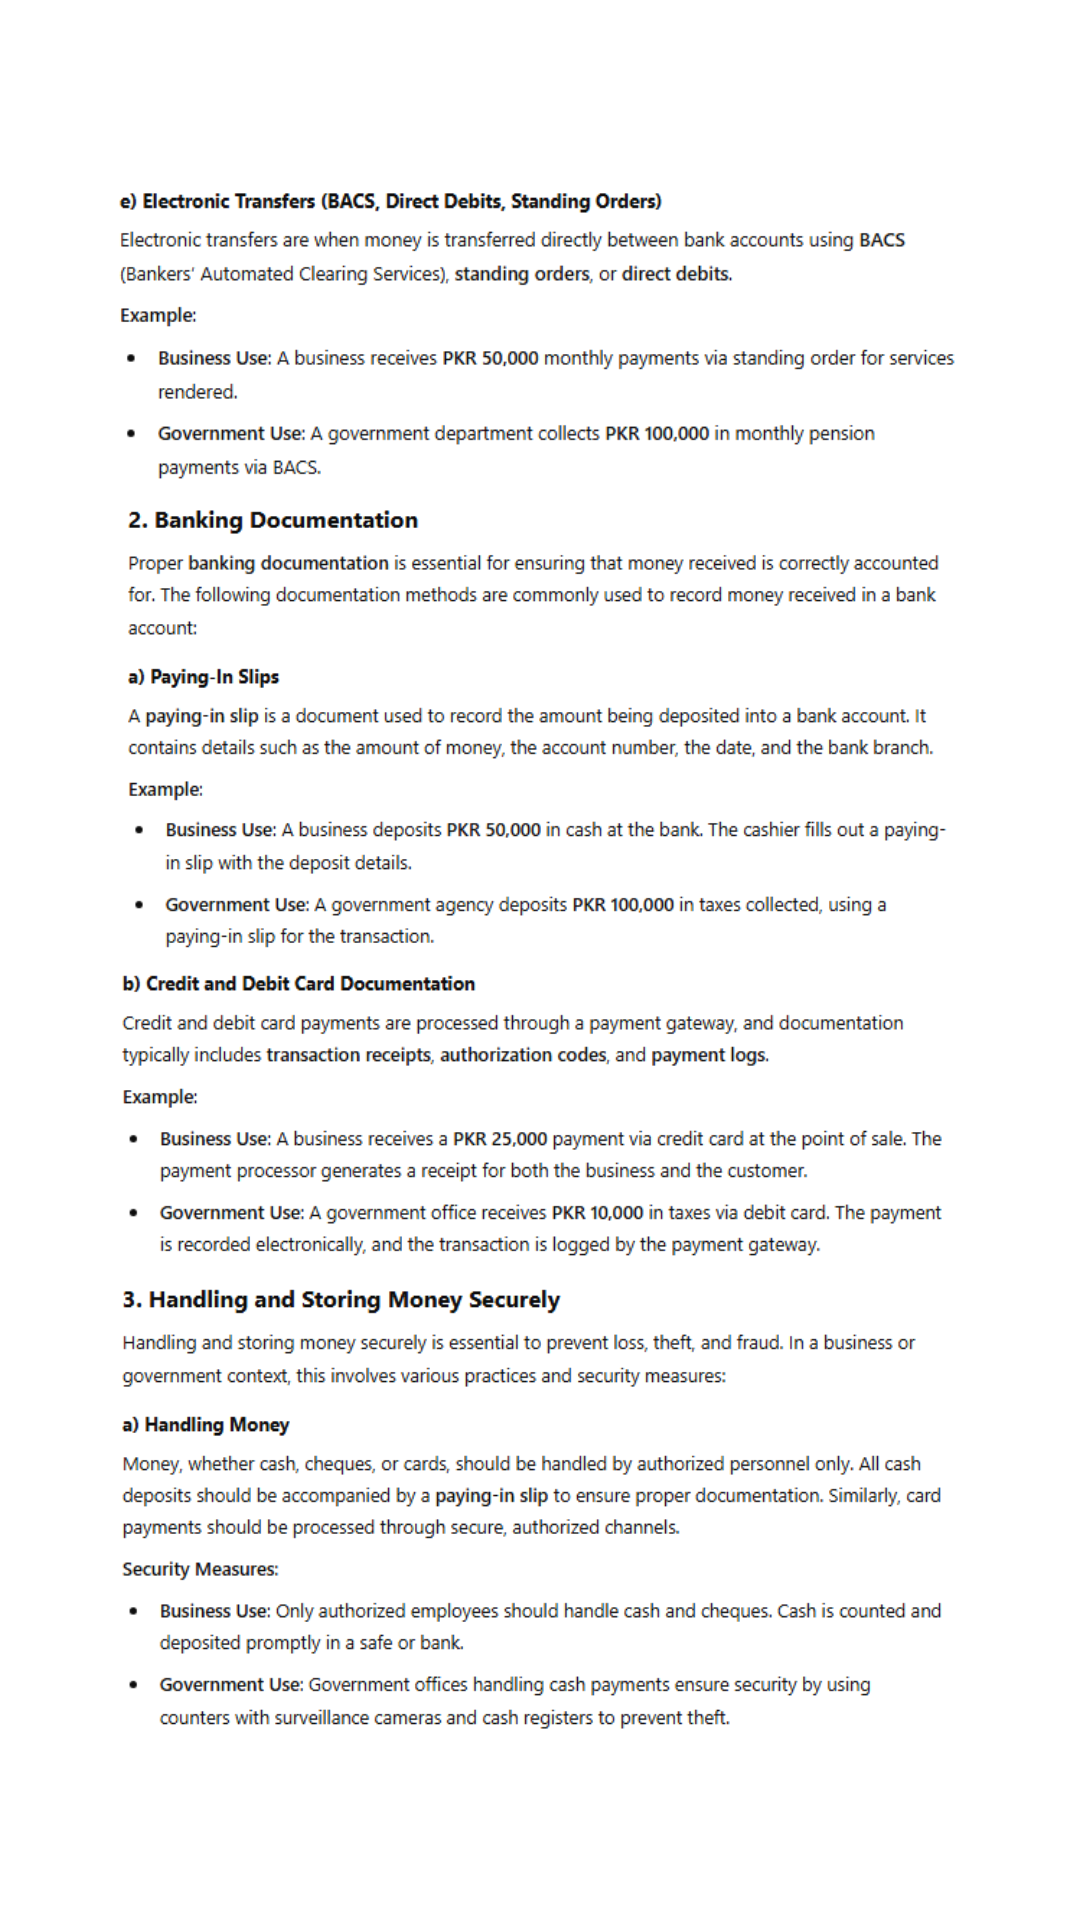 e) Electronic Transfers (BACS, Direct Debits, Standing Orders)
Electronic transfers are when money is transferred directly between bank accounts using BACS
(Bankers' Automated Clearing Services), standing orders, or direct debits.
Example:
• Business Use: A business receives PKR 50,000 monthly payments via standing order for services
rendered.
• Government Use: A government department collects PKR 100,000 in monthly pension
payments via BACS.
2. Banking Documentation
Proper banking documentation is essential for ensuring that money received is correctly accounted
for. The following documentation methods are commonly used to record money received in a bank
account:
a) Paying-In Slips
A paying-in slip is a document used to record the amount being deposited into a bank account. It
contains details such as the amount of money, the account number, the date, and the bank branch.
Example:
• Business Use: A business deposits PKR 50,000 in cash at the bank. The cashier fills out a paying-
in slip with the deposit details.
• Government Use: A government agency deposits PKR 100,000 in taxes collected, using a
paying-in slip for the transaction.
b) Credit and Debit Card Documentation
Credit and debit card payments are processed through a payment gateway, and documentation
typically includes transaction receipts, authorization codes, and payment logs.
Example:
• Business Use: A business receives a PKR 25,000 payment via credit card at the point of sale. The
payment processor generates a receipt for both the business and the customer.
• Government Use: A government office receives PKR 10,000 in taxes via debit card. The payment
is recorded electronically, and the transaction is logged by the payment gateway.
3. Handling and Storing Money Securely
Handling and storing money securely is essential to prevent loss, theft, and fraud. In a business or
government context, this involves various practices and security measures:
a) Handling Money
Money, whether cash, cheques, or cards, should be handled by authorized personnel only. All cash
deposits should be accompanied by a paying-in slip to ensure proper documentation. Similarly, card
payments should be processed through secure, authorized channels.
Security Measures:
• Business Use: Only authorized employees should handle cash and cheques. Cash is counted and
deposited promptly in a safe or bank.
• Government Use: Government offices handling cash payments ensure security by using
counters with surveillance cameras and cash registers to prevent theft.